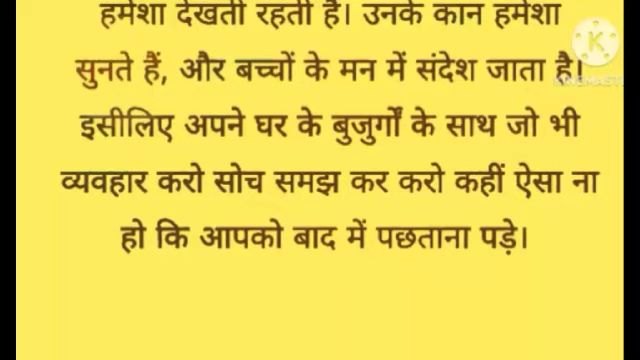 हमेशा देखती रहती है। उनके कान हमेशा
सुनते हैं, और बच्चों के मन में संदेश जाता है।
इसीलिए अपने घर के बुजुर्गों के साथ जो भी
व्यवहार करो सोच समझ कर करो कहीं ऐसा ना
हो कि आपको बाद में पछताना पड़े।
K
KINEMASTER